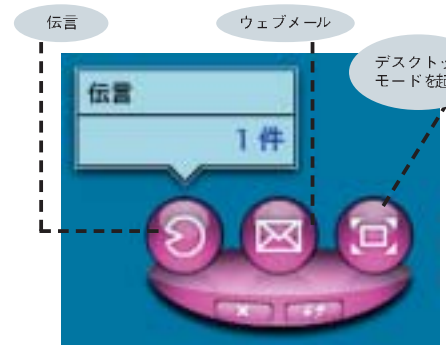 伝言
ウェブメール
デスクトッ
モードを起
伝言
1 件